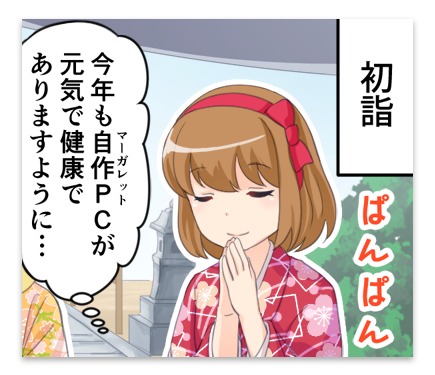 初詣
ぱんぱん
今年も自作PCが
マーガレット
元気で健康で
ありますように…